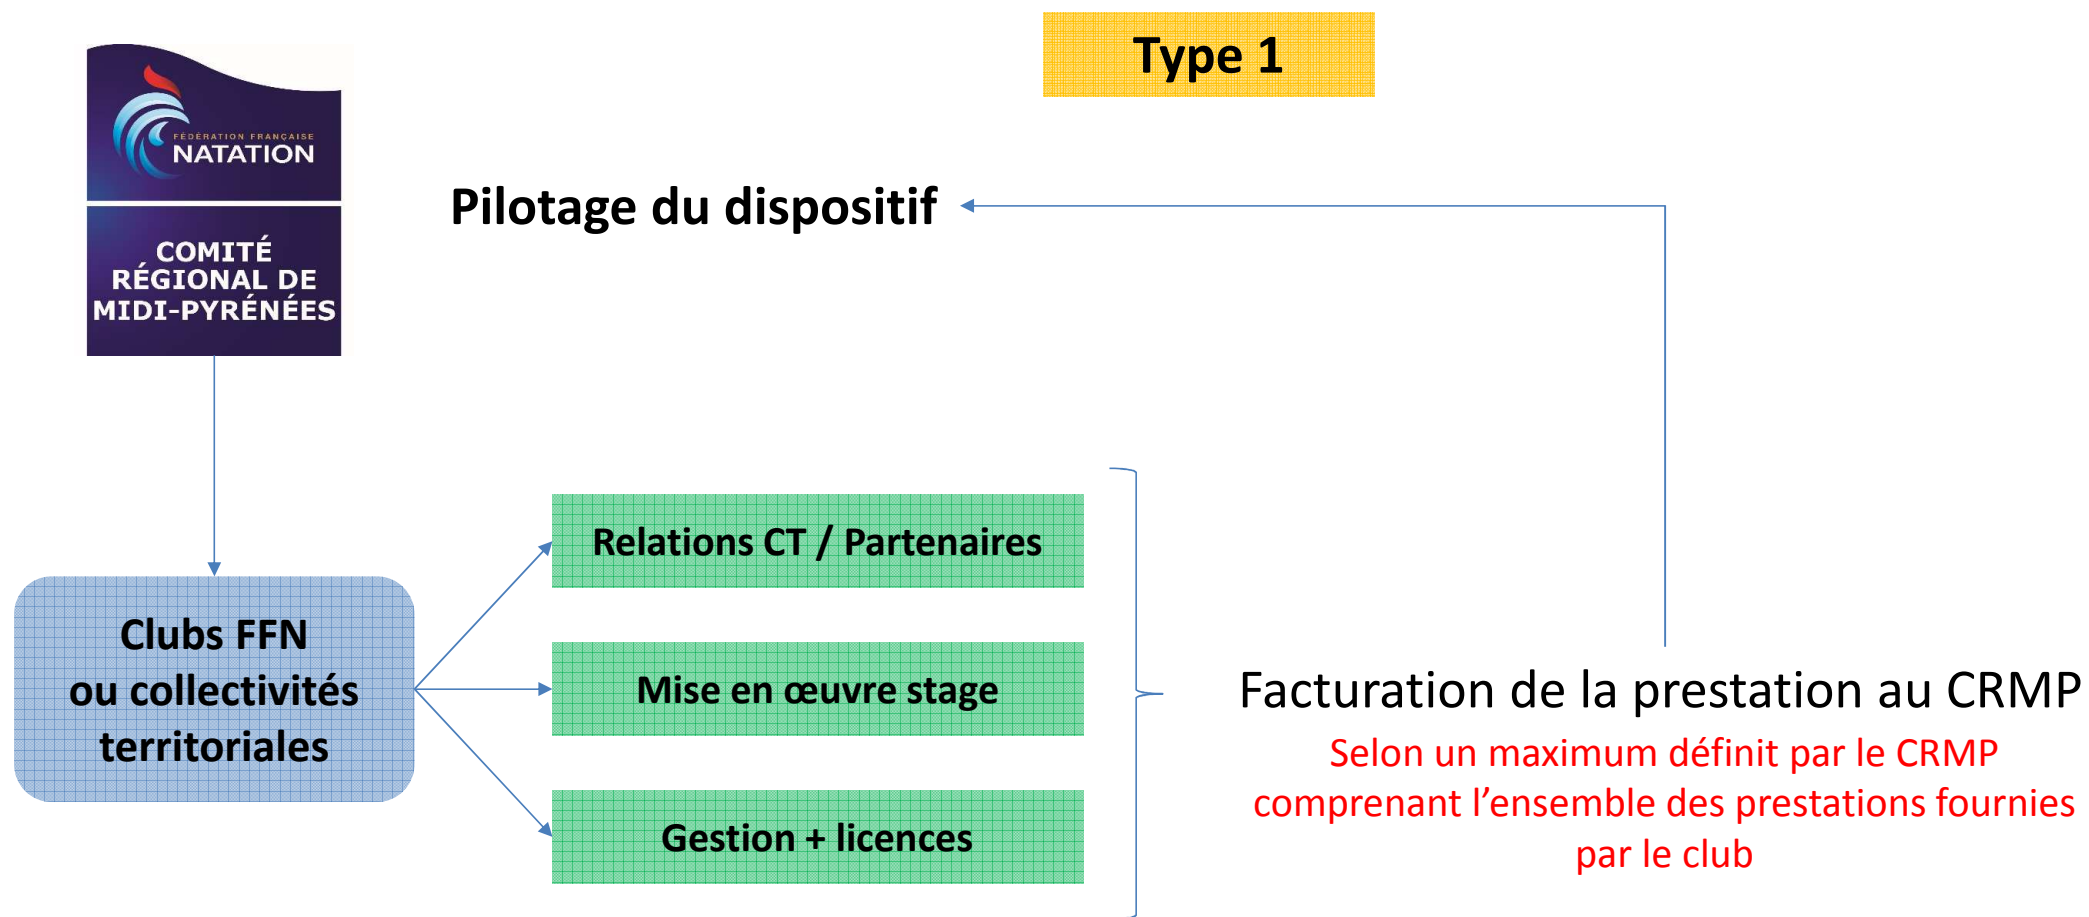 Type 1
FÉDÉRATION FRANÇAISE
NATATION
COMITÉ
RÉGIONAL DE
MIDI-PYRÉNÉES
Pilotage du dispositif
Clubs FFN
ou collectivités
territoriales
Relations CT / Partenaires
Mise en œuvre stage
Gestion + licences
Facturation de la prestation au CRMP
Selon un maximum définit par le CRMP
comprenant l’ensemble des prestations fournies
par le club